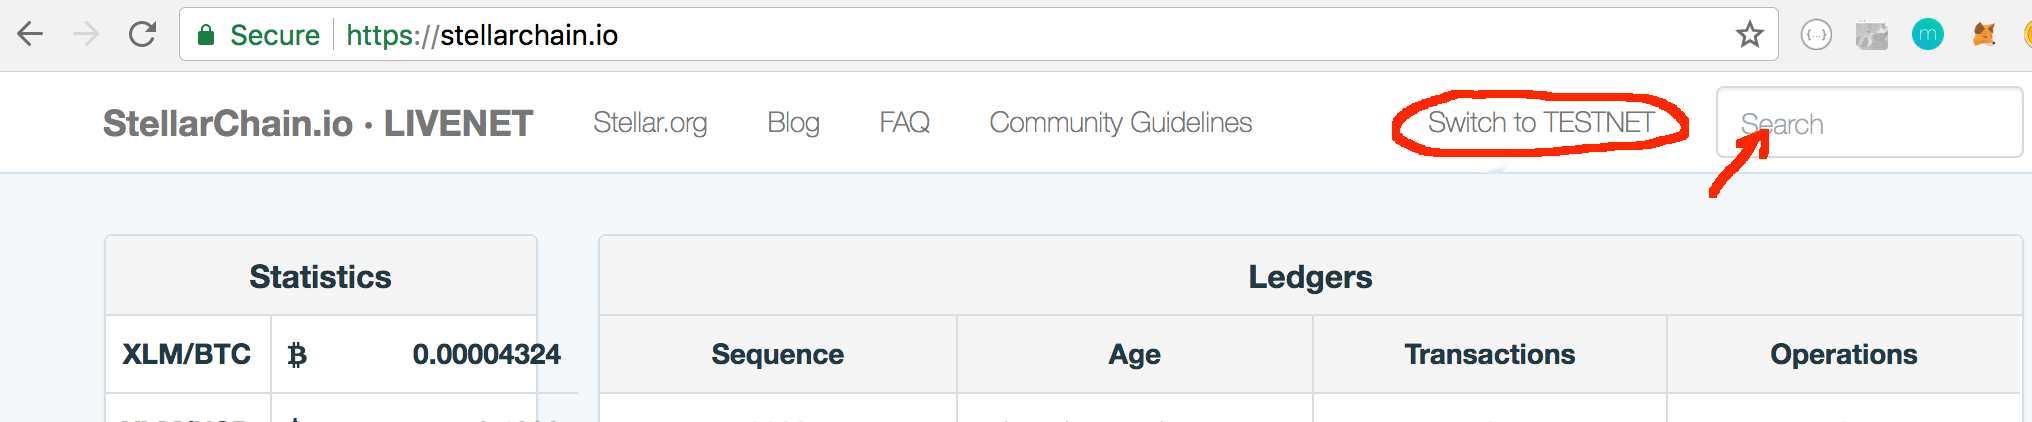 Secure https://stellarchain.io
{...} m
StellarChain.io · LIVENET Stellar.org Blog FAQ Community Guidelines Switch to TESTNET Search
Statistics Ledgers
XLM/BTC ₿ 0.00004324 Sequence Age Transactions Operations